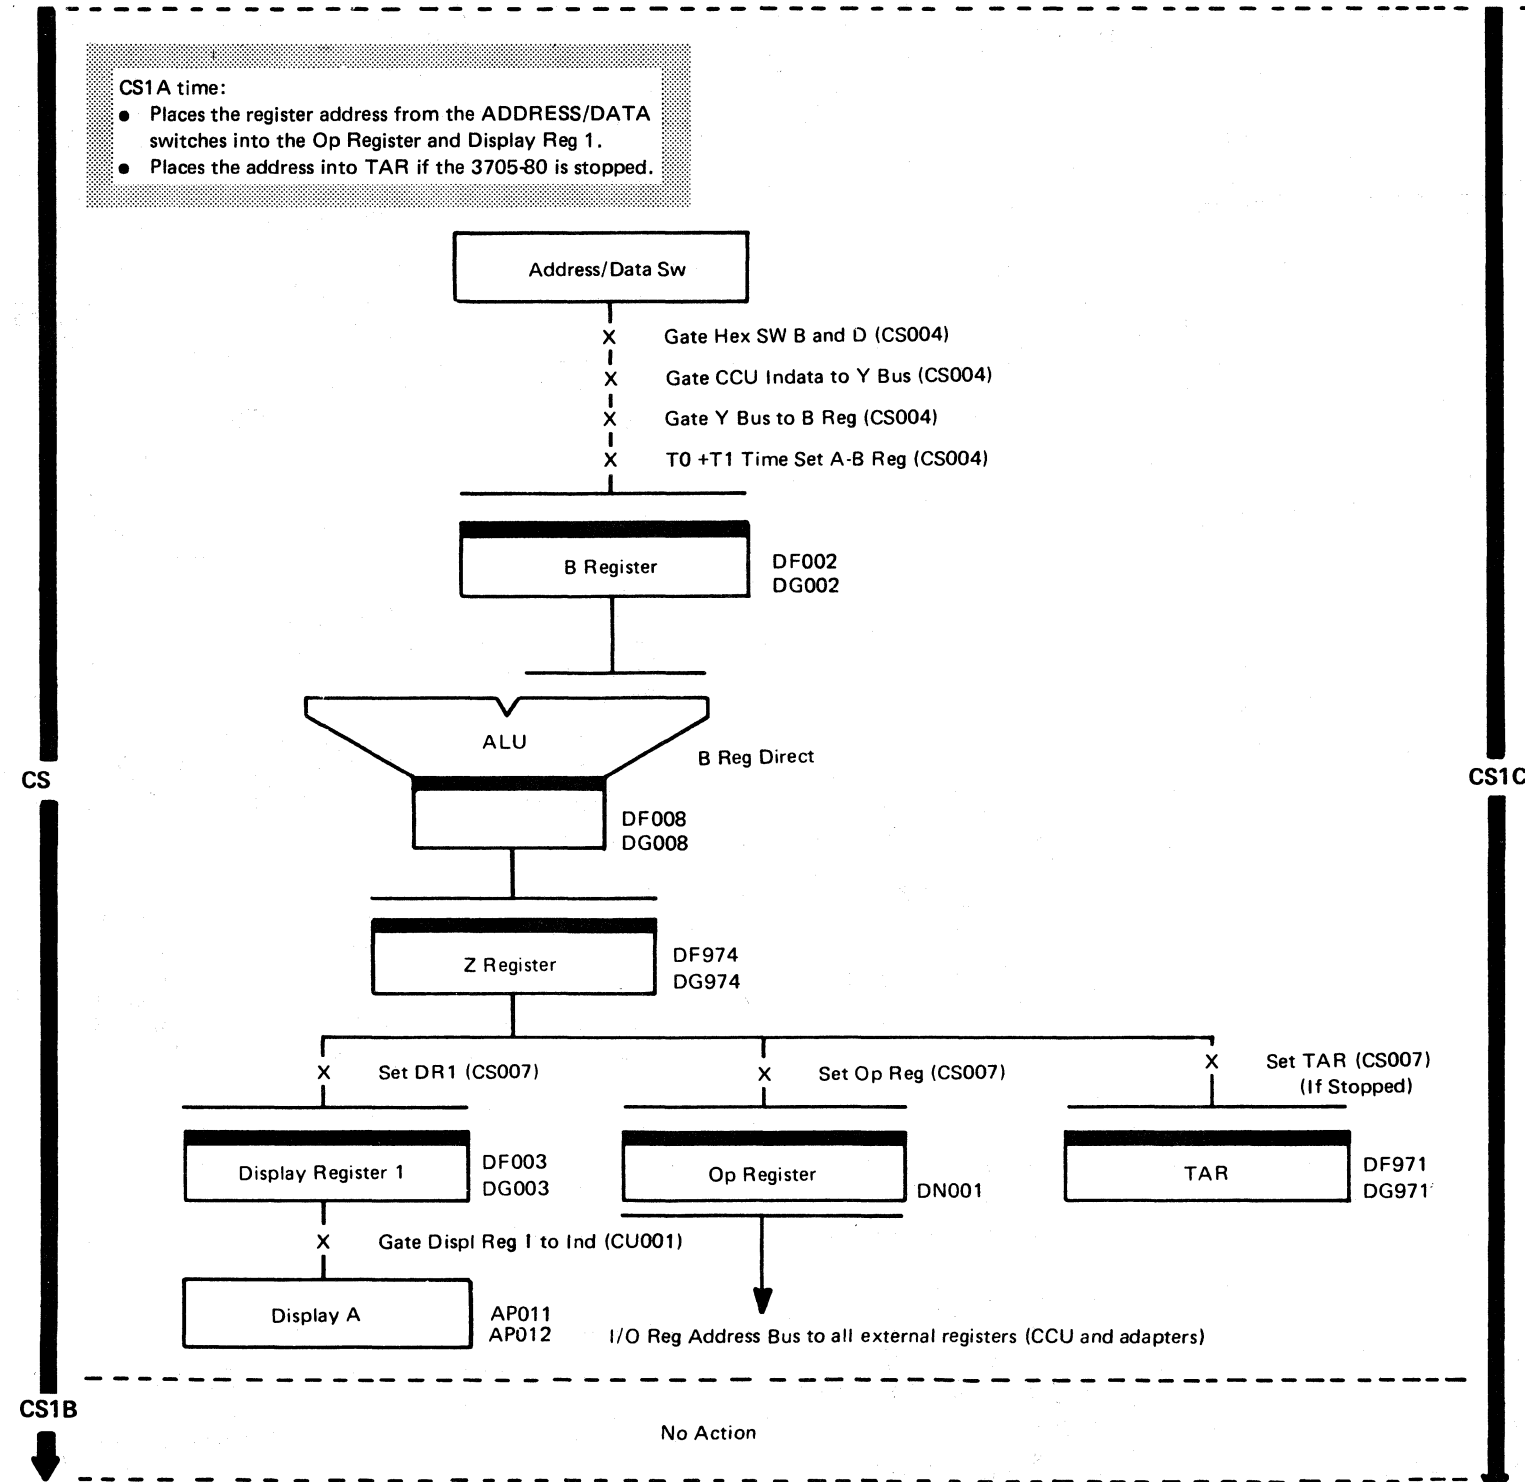 CS1A time:
● Places the register address from the ADDRESS/DATA
switches into the Op Register and Display Reg 1.
● Places the address into TAR if the 3705-80 is stopped.
Address/Data Sw
X Gate Hex SW B and D (CS004)
X Gate CCU Indata to Y Bus (CS004)
X Gate Y Bus to B Reg (CS004)
X T0 +T1 Time Set A-B Reg (CS004)
B Register
DF002
DG002
ALU
B Reg Direct
CS
CS1C
DF008
DG008
Z Register
DF974
DG974
X Set DR1 (CS007)
X Set Op Reg (CS007)
X Set TAR (CS007)
(If Stopped)
Display Register 1
DF003
DG003
Op Register
DN001
TAR
DF971
DG971
X Gate Displ Reg 1 to Ind (CU001)
Display A
AP011
AP012
I/O Reg Address Bus to all external registers (CCU and adapters)
CS1B
No Action